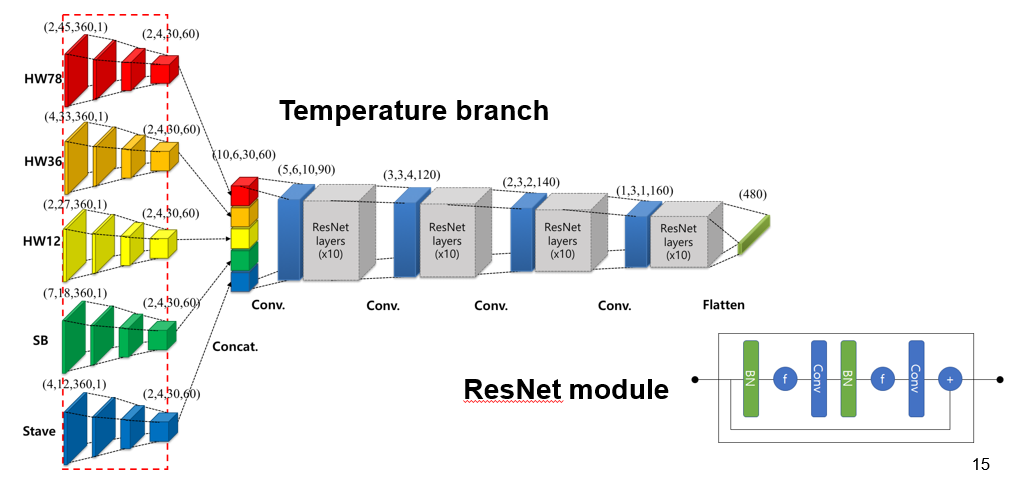 (2,45,360,1)
(2,4,30,60)
HW78
(4,33,360,1)
(2,4,30,60)
HW36
(2,27,360,1)
(2,4,30,60)
HW12
(7,18,360,1)
(2,4,30,60)
SB
(4,12,360,1)
(2,4,30,60)
Stave
Temperature branch
(10,6,30,60)
Concat.
(5,6,10,90)
ResNet
layers
(x10)
Conv.
(3,3,4,120)
ResNet
layers
(x10)
Conv.
(2,3,2,140)
ResNet
layers
(x10)
Conv.
(1,3,1,160)
ResNet
layers
(x10)
Conv.
(480)
Flatten
ResNet module
BN
f
Conv
BN
f
Conv
+
15